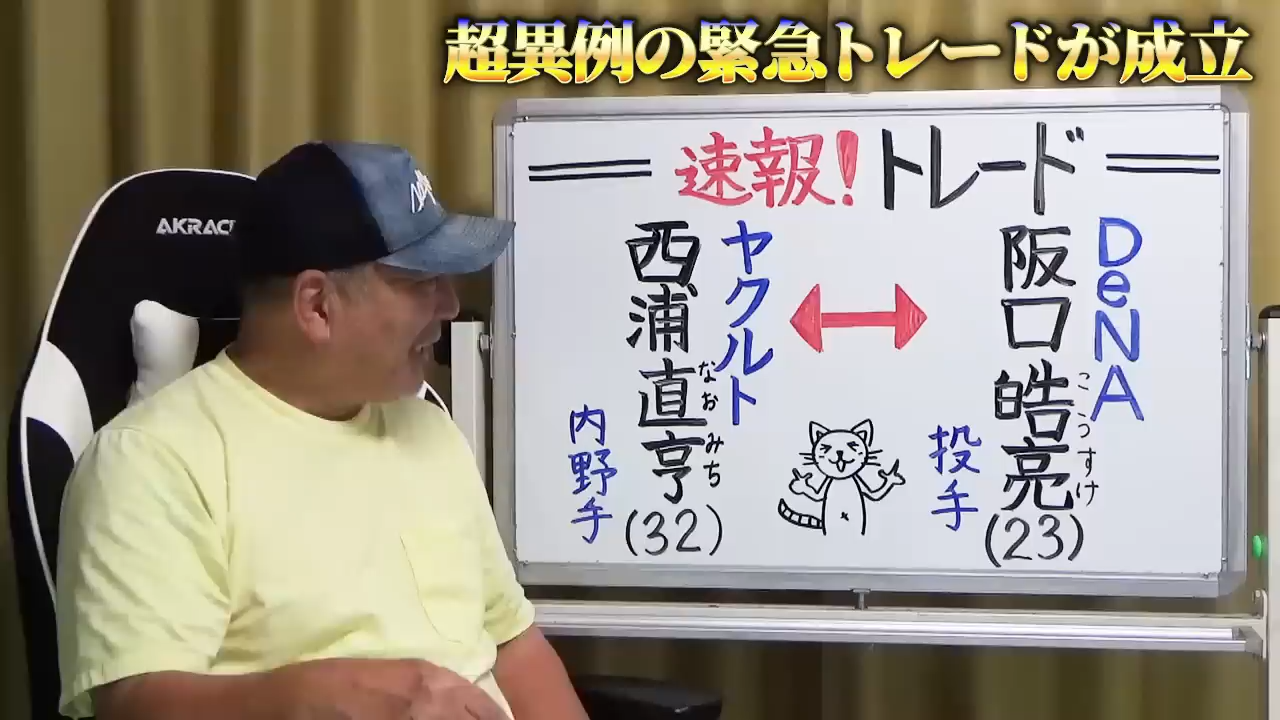 超異例の緊急トレードが成立
速報!トレード
DeNA
阪口皓亮
こうすけ
投手
(23)
ヤクルト
西浦直亨
なおみち
内野手
(32)
AKRAC